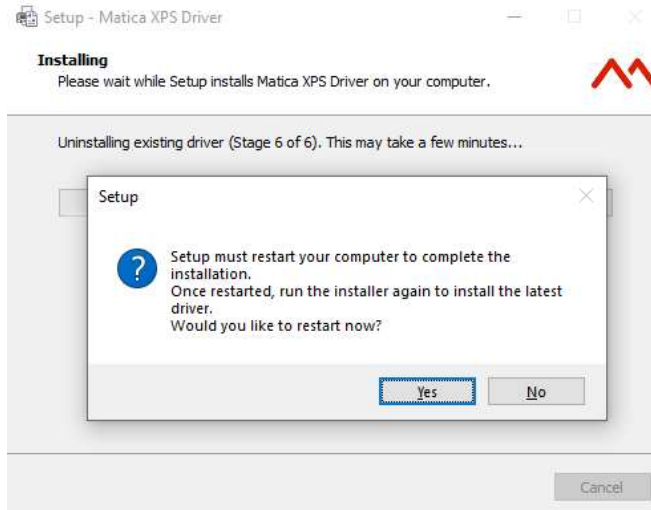 Setup - Matica XPS Driver
Installing
Please wait while Setup installs Matica XPS Driver on your computer.
Uninstalling existing driver (Stage 6 of 6). This may take a few minutes...
Setup
Setup must restart your computer to complete the
installation.
Once restarted, run the installer again to install the latest
driver.
Would you like to restart now?
Yes
No
Cancel